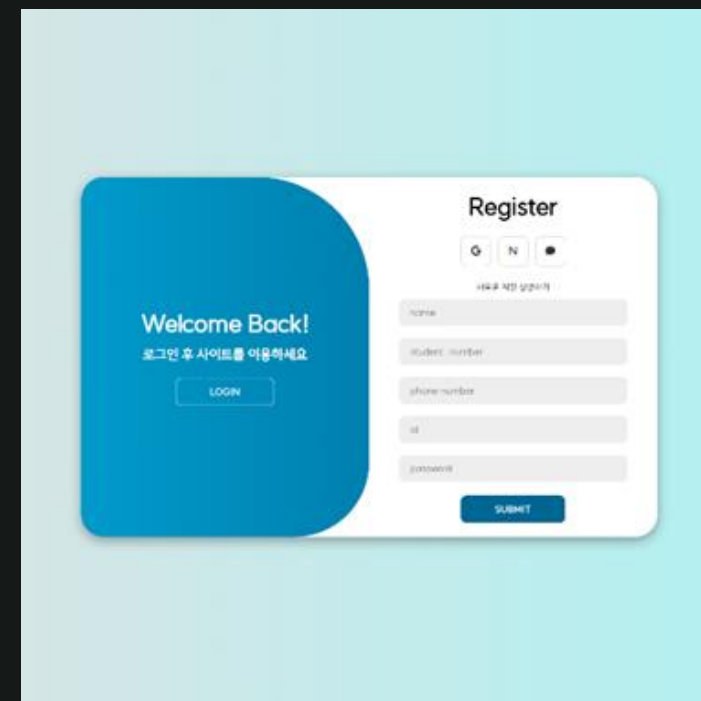 Welcome Back!
로그인 후 사이트를 이용하세요
LOGIN
Register
G N
name
student number
phone number
id
password
SUBMIT